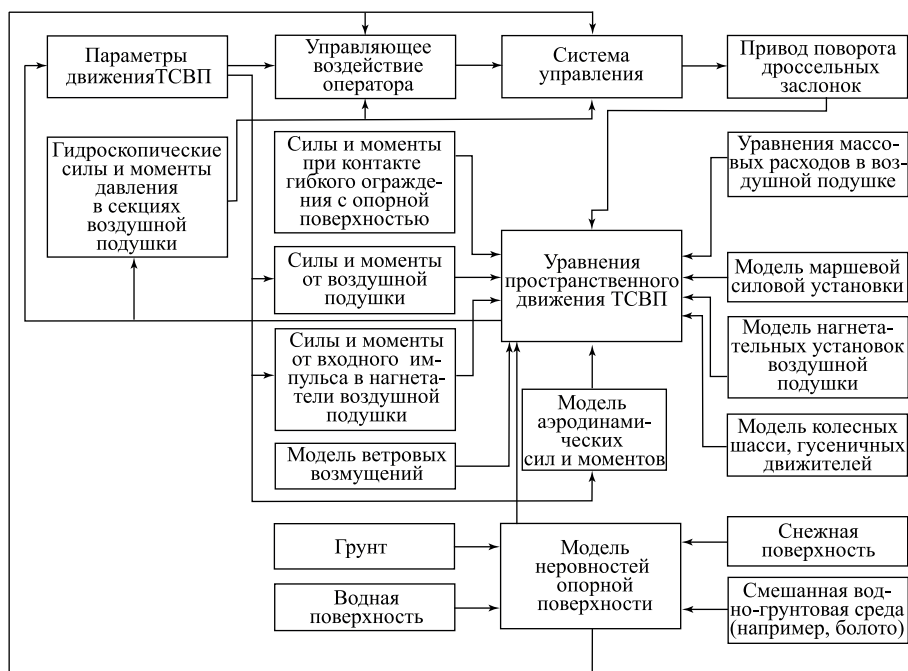 Параметры
движенияТСВП
Управляющее
воздействие
оператора
Система
управления
Привод поворота
дроссельных
заслонок
Гидроскопические
силы и моменты
давления
в секциях
воздушной
подушки
Силы и моменты
при контакте
гибкого огражде-
ния с опорной
поверхностью
Уравнения массо-
вых расходов в воз-
душной подушке
Силы и моменты
от воздушной
подушки
Уравнения
пространственного
движения ТСВП
Модель маршевой
силовой установки
Силы и моменты
от входного им-
пульса в нагнета-
тели воздушной
подушки
Модель нагнета-
тельных установок
воздушной
подушки
Модель
аэродинами-
ческих
сил и моментов
Модель колесных
шасси, гусеничных
движителей
Модель ветровых
возмущений
Грунт
Модель
неровностей
опорной
поверхности
Снежная
поверхность
Водная
поверхность
Смешанная вод-
но-грунтовая среда
(например, болото)